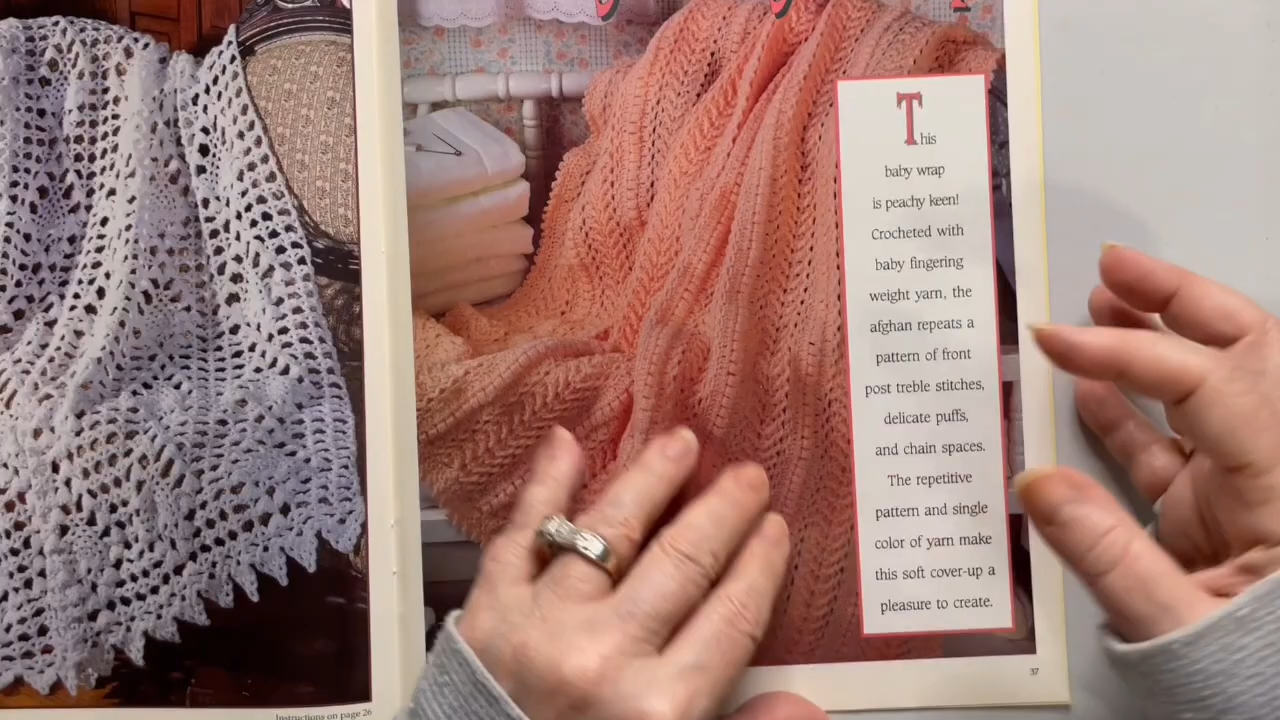 Instructions on page 26
This
baby wrap
is peachy keen!
Crocheted with
baby fingering
weight yarn, the
afghan repeats a
pattern of front
post treble stitches,
delicate puffs,
and chain spaces.
The repetitive
pattern and single
color of yarn make
this soft cover-up a
pleasure to create.
37